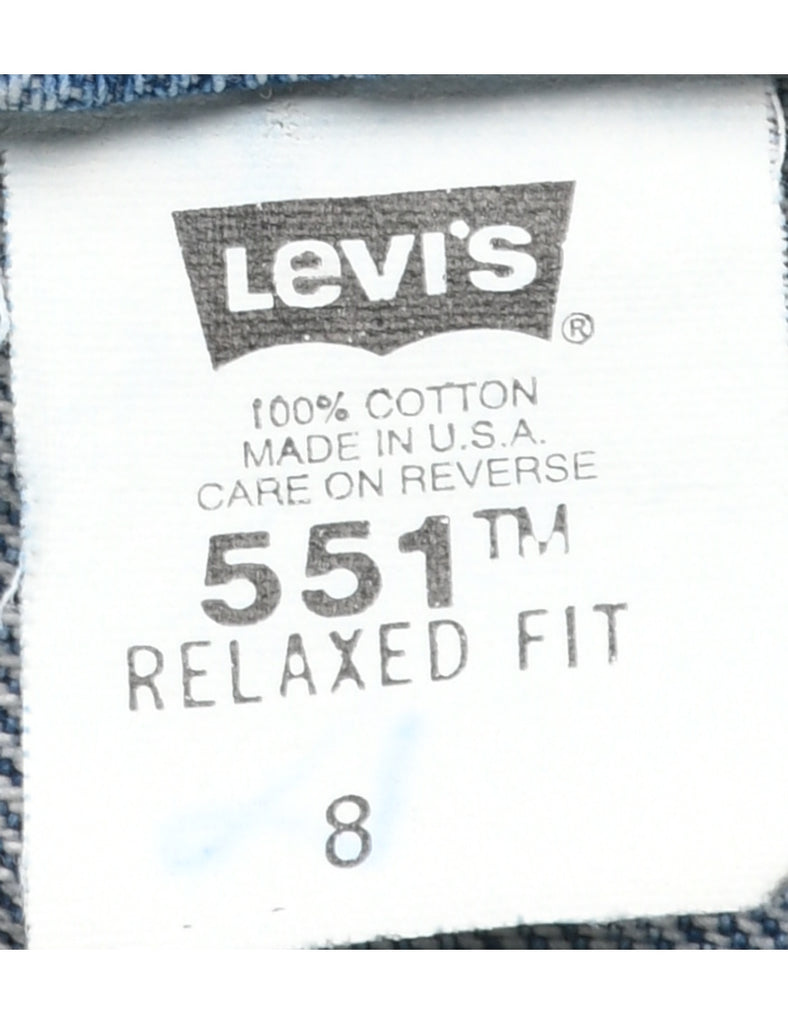 Levi's ®
100% COTTON
MADE IN U.S.A.
CARE ON REVERSE
551™
RELAXED FIT
8